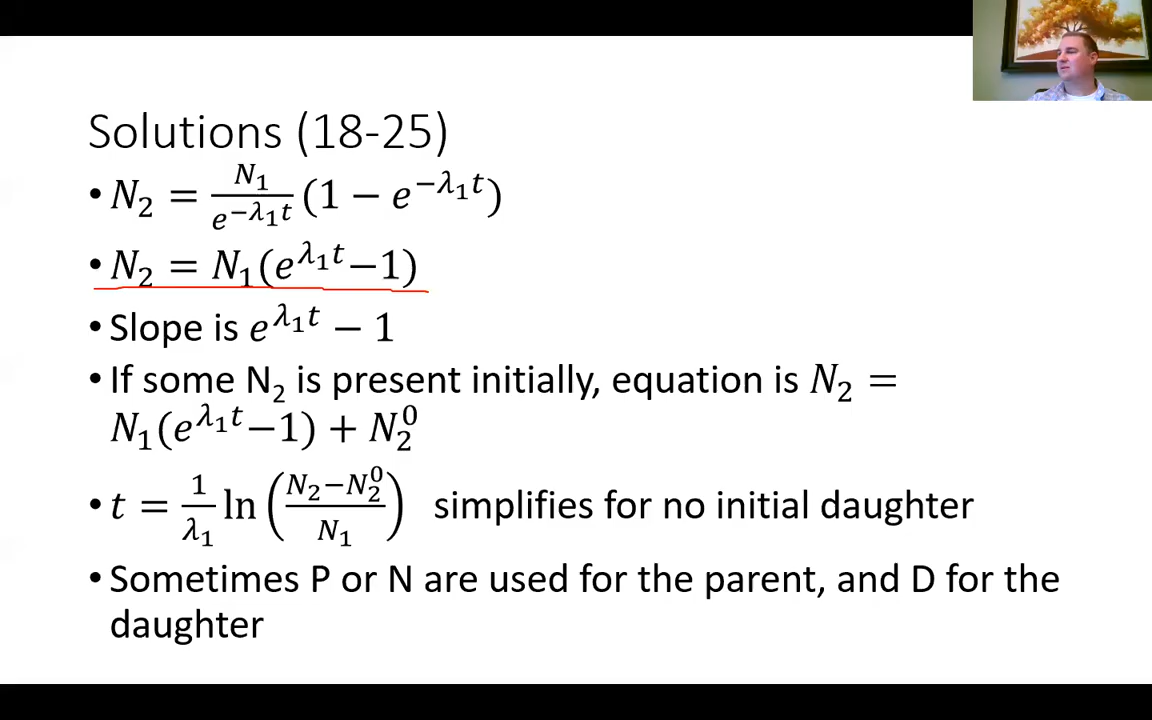 Solutions (18-25)
• N₂ = N₁/e^(−λ₁t) (1 − e^(−λ₁t))
• N₂ = N₁(e^(λ₁t)−1)
• Slope is e^(λ₁t) − 1
• If some N₂ is present initially, equation is N₂ =
N₁(e^(λ₁t)−1) + N₂⁰
• t = 1/λ₁ ln((N₂−N₂⁰)/N₁) simplifies for no initial daughter
• Sometimes P or N are used for the parent, and D for the
daughter